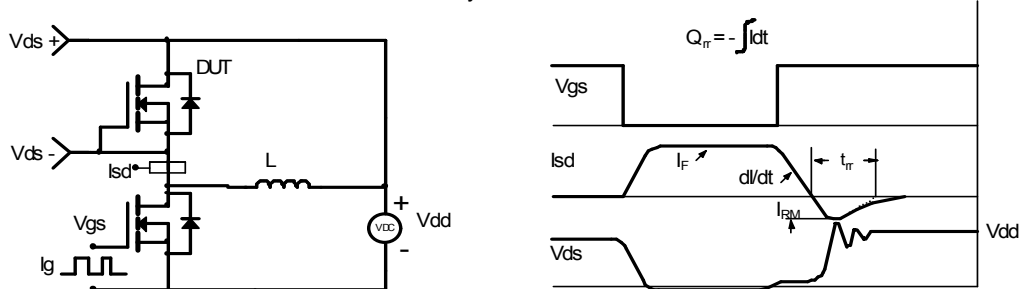 Vds +
DUT
Vds -
Isd
L
Vgs
Ig
VDC
+
-
Vdd
Qrr = - ∫ Idt
Vgs
Isd
IF
dI/dt
trr
IRM
Vds
Vdd